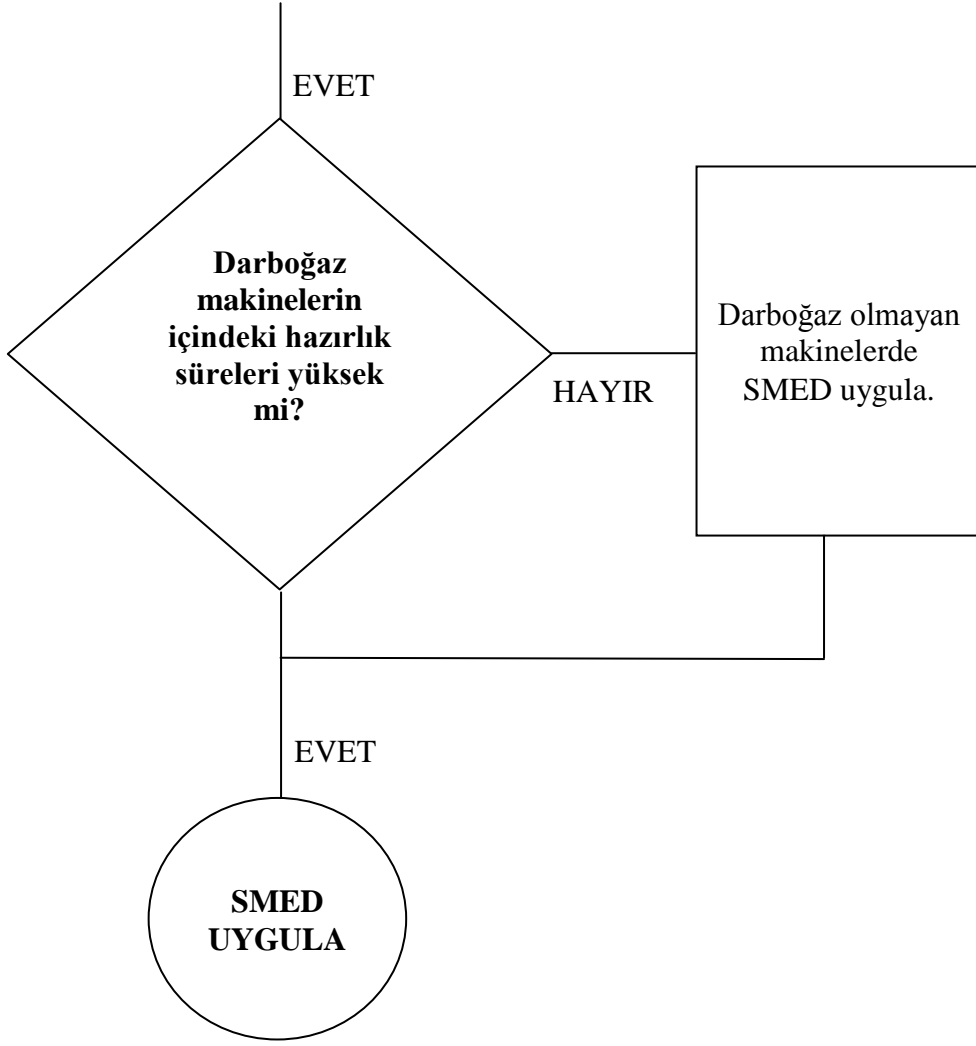 EVET
Darboğaz
makinelerin
içindeki hazırlık
süreleri yüksek
mi?
HAYIR
Darboğaz olmayan
makinelerde
SMED uygula.
EVET
SMED
UYGULA